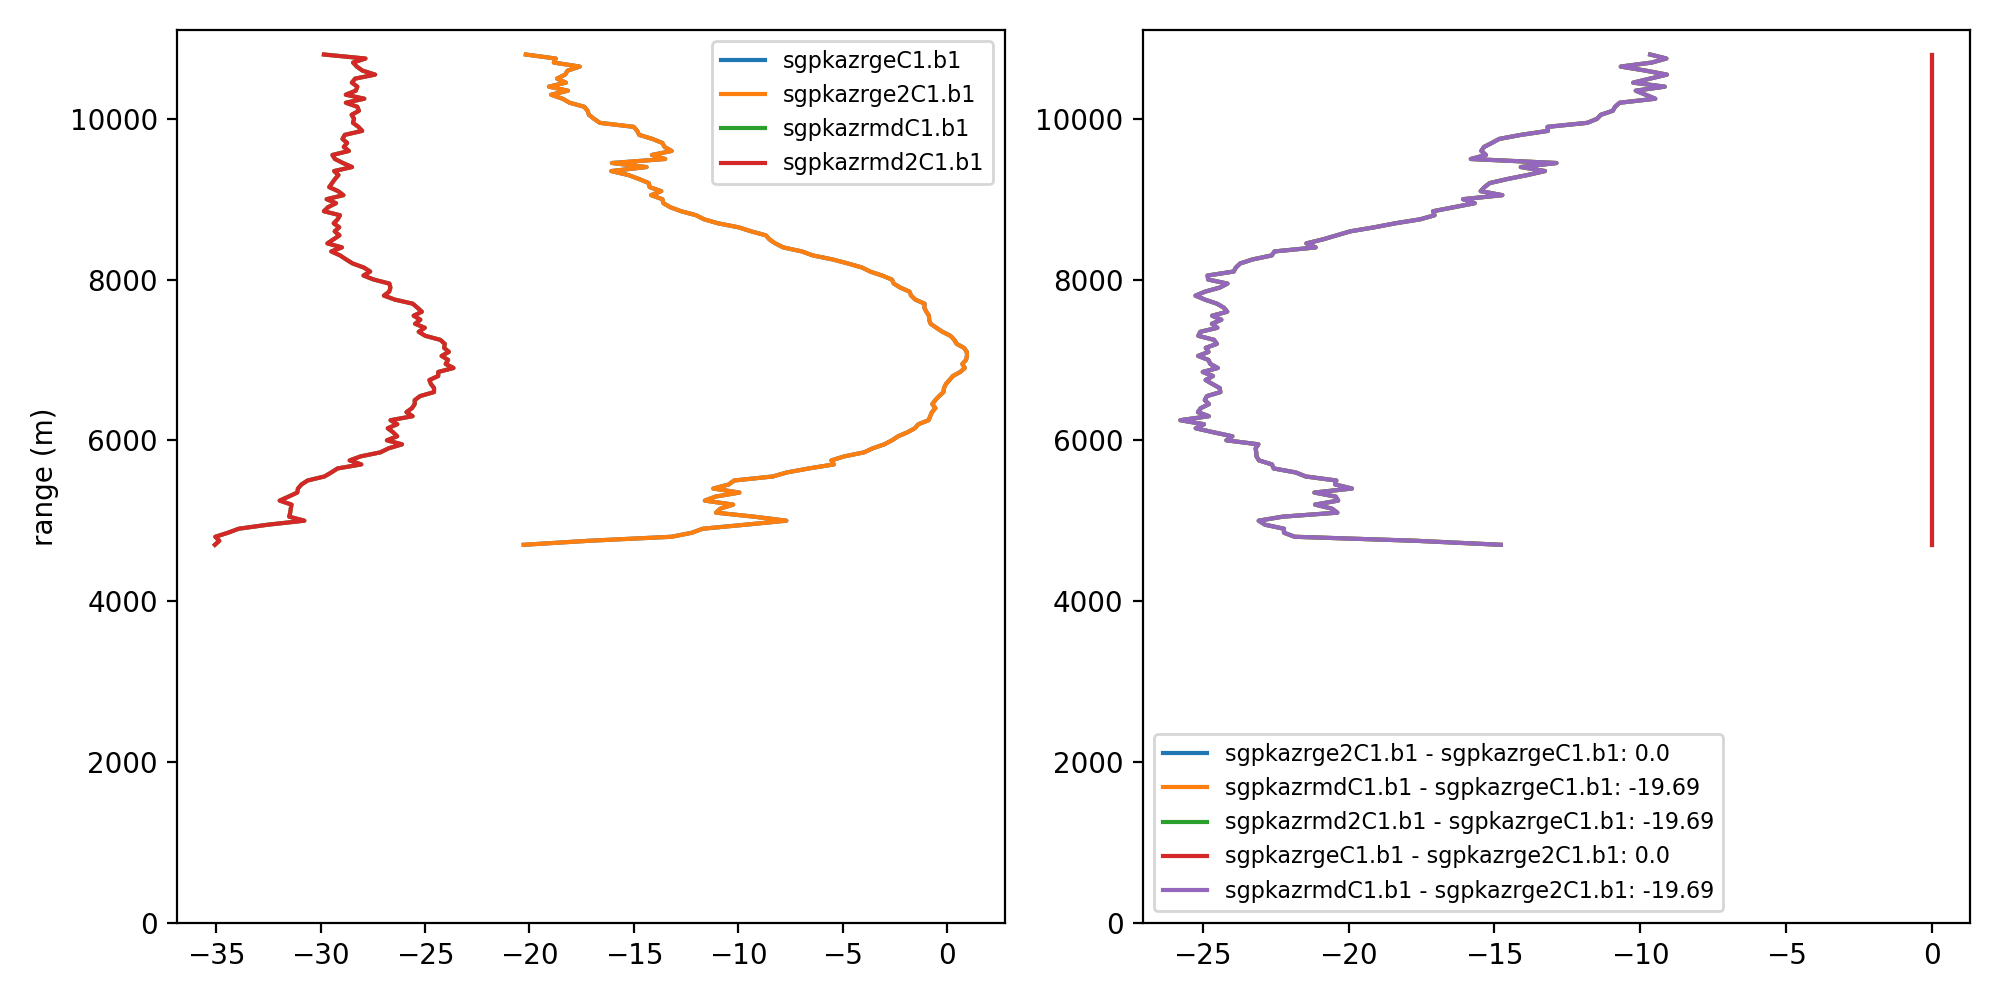 sgpkazrgeC1.b1
sgpkazrge2C1.b1
sgpkazrmdC1.b1
sgpkazrmd2C1.b1
range (m)
10000
8000
6000
4000
2000
0
−35 −30 −25 −20 −15 −10 −5 0
10000
8000
6000
4000
2000
0
sgpkazrge2C1.b1 - sgpkazrgeC1.b1: 0.0
sgpkazrmdC1.b1 - sgpkazrgeC1.b1: -19.69
sgpkazrmd2C1.b1 - sgpkazrgeC1.b1: -19.69
sgpkazrgeC1.b1 - sgpkazrge2C1.b1: 0.0
sgpkazrmdC1.b1 - sgpkazrge2C1.b1: -19.69
−25 −20 −15 −10 −5 0